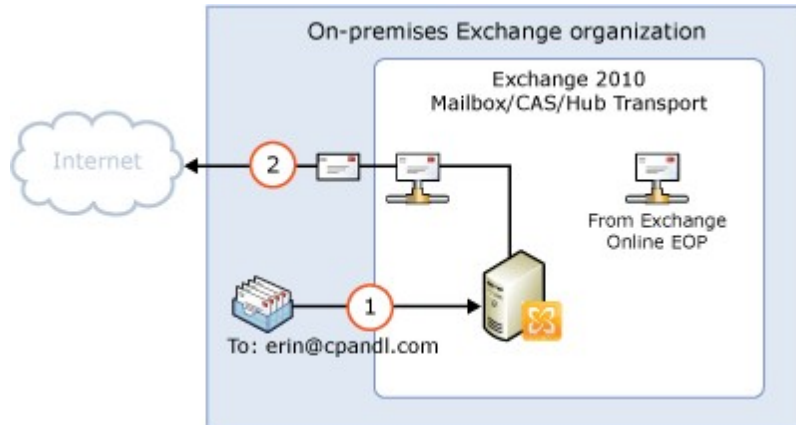 On-premises Exchange organization
Exchange 2010
Mailbox/CAS/Hub Transport
Internet
2
From Exchange
Online EOP
1
To: erin@cpandl.com